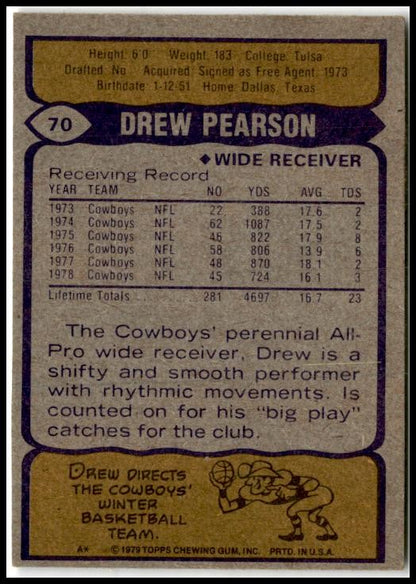 Height: 6'0 Weight: 183 College: Tulsa
Drafted: No Acquired: Signed as Free Agent, 1973
Birthdate: 1-12-51 Home: Dallas, Texas
70 DREW PEARSON
♦WIDE RECEIVER
Receiving Record
YEAR TEAM NO YDS AVG TDS
1973 Cowboys NFL 22 388 17.6 2
1974 Cowboys NFL 62 1087 17.5 2
1975 Cowboys NFL 46 822 17.9 8
1976 Cowboys NFL 58 806 13.9 6
1977 Cowboys NFL 48 870 18.1 2
1978 Cowboys NFL 45 724 16.1 3
Lifetime Totals 281 4697 16.7 23
The Cowboys' perennial All-
Pro wide receiver, Drew is a
shifty and smooth performer
with rhythmic movements. Is
counted on for his "big play"
catches for the club.
DREW DIRECTS
THE COWBOYS'
WINTER
BASKETBALL
TEAM.
A* © 1979 TOPPS CHEWING GUM, INC. PRTD. IN U.S.A.